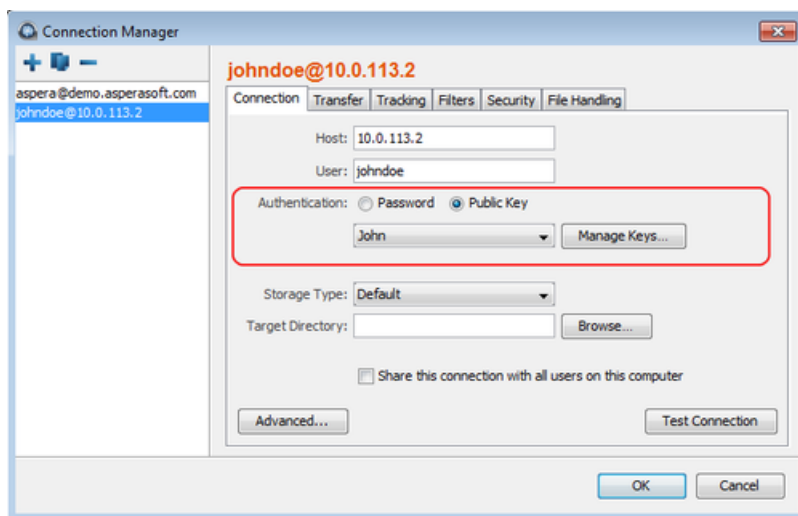 Connection Manager
aspera@demo.asperasoft.com
johndoe@10.0.113.2
johndoe@10.0.113.2
Connection Transfer Tracking Filters Security File Handling
Host: 10.0.113.2
User: johndoe
Authentication: Password Public Key
John Manage Keys...
Storage Type: Default
Target Directory: Browse...
Share this connection with all users on this computer
Advanced... Test Connection
OK Cancel